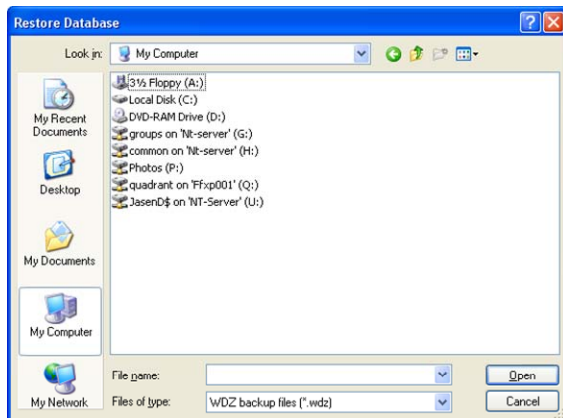 Restore Database
Look in:
My Computer
3½ Floppy (A:)
Local Disk (C:)
DVD-RAM Drive (D:)
groups on 'Nt-server' (G:)
common on 'Nt-server' (H:)
Photos (P:)
quadrant on 'Ffxp001' (Q:)
JasenD$ on 'NT-Server' (U:)
My Recent
Documents
Desktop
My Documents
My Computer
My Network
File name:
Open
Files of type:
WDZ backup files (*.wdz)
Cancel